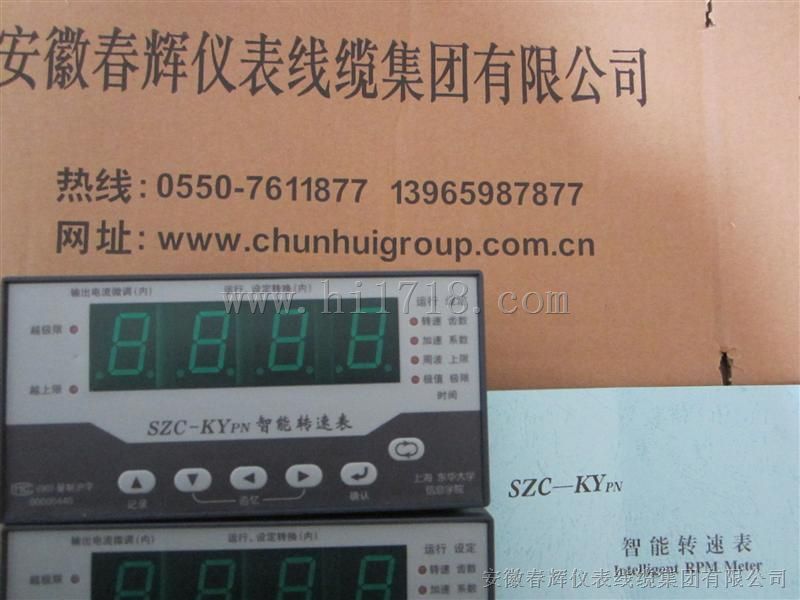 安徽春辉仪表线缆集团有限公司
热线：0550-7611877 13965987877
网址：www.chunhuigroup.com.cn
www.hi1718.com
输出电流微调(内) 运行、设定转换(内) 运行 设定
越极限
越上限
8.8.8.8.
转速 齿数
加速 系数
周波 上限
极值 极限
时间
SZC-KYPN 智能转速表
记录 追忆 确认
上海 东华大学
信息学院
SZC—KYPN
智能转速表
Intelligent RPM Meter
输出电流微调(内) 运行、设定转换(内) 运行 设定
越极限
转速 齿数
加速 系数
安徽春辉仪表线缆集团有限公司